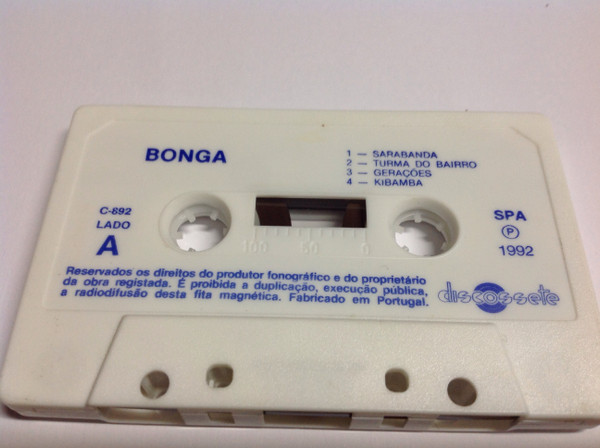 BONGA
1 — SARABANDA
2 — TURMA DO BAIRRO
3 — GERAÇÕES
4 — KIBAMBA
C-892
LADO
A
100 50 0
SPA
Ⓟ
1992
Reservados os direitos do produtor fonográfico e do proprietário
da obra registada. É proibida a duplicação, execução pública,
a radiodifusão desta fita magnética. Fabricado em Portugal.
discossete